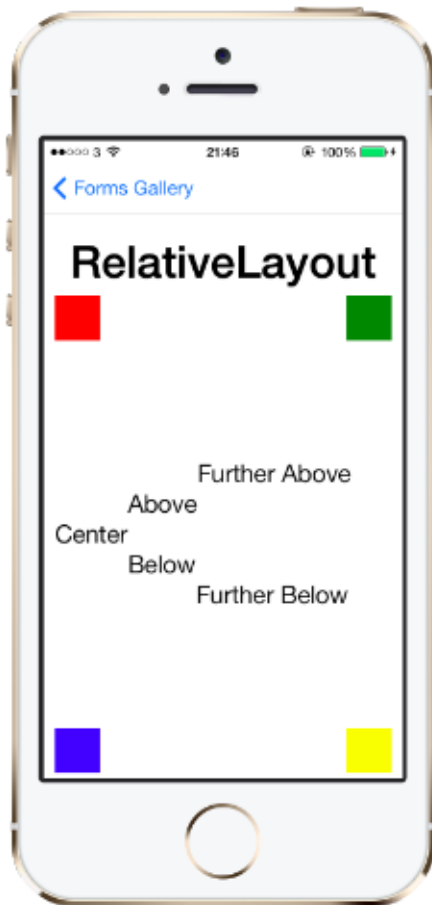 3 21:46 100%
Forms Gallery
RelativeLayout
Further Above
Above
Center
Below
Further Below